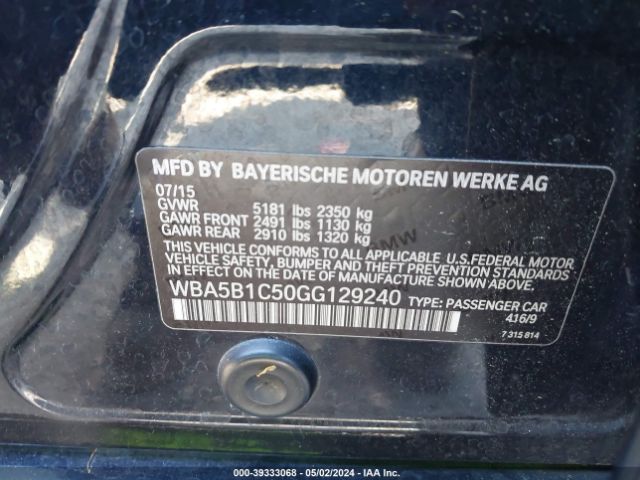 MFD BY BAYERISCHE MOTOREN WERKE AG
07/15
GVWR 5181 lbs 2350 kg
GAWR FRONT 2491 lbs 1130 kg
GAWR REAR 2910 lbs 1320 kg
THIS VEHICLE CONFORMS TO ALL APPLICABLE U.S.FEDERAL MOTOR
VEHICLE SAFETY, BUMPER AND THEFT PREVENTION STANDARDS
IN EFFECT ON THE DATE OF MANUFACTURE SHOWN ABOVE.
WBA5B1C50GG129240 TYPE: PASSENGER CAR
416/9
7 315 814
000-39333068 - 05/02/2024 - IAA Inc.